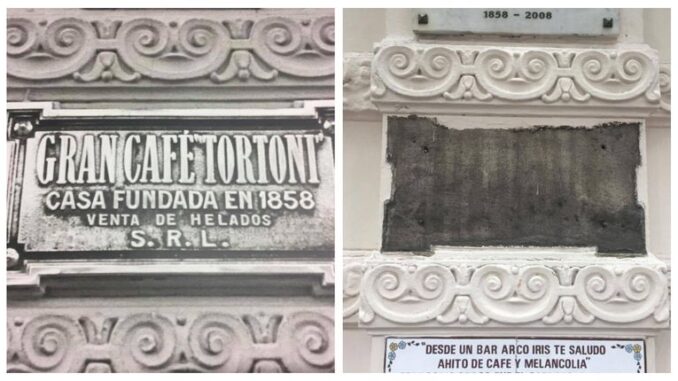 GRAN CAFÉ "TORTONI"
CASA FUNDADA EN 1858
VENTA DE HELADOS
S. R. L.
1858 - 2008
"DESDE UN BAR ARCO IRIS TE SALUDO
AHITO DE CAFE Y MELANCOLIA"